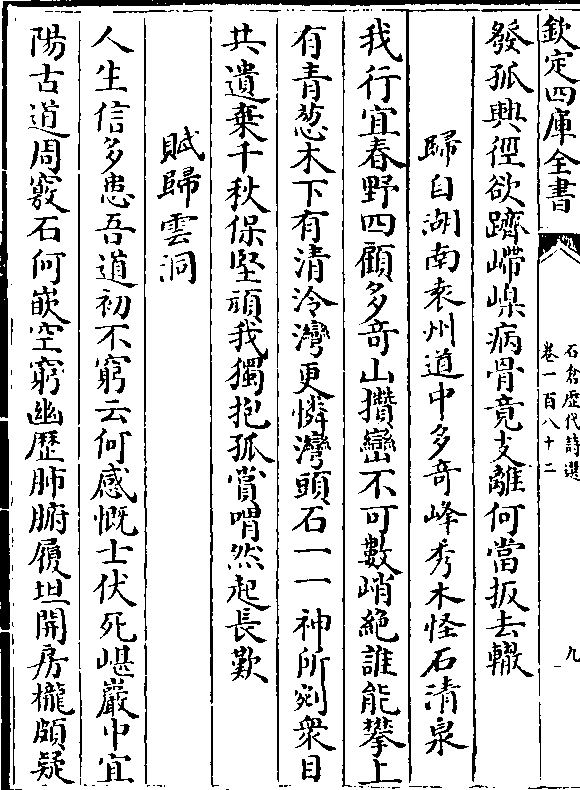 欽定四庫全書
石倉歷代詩選
卷一百八十二
九
發孤興徑欲躋㠑嵲病骨竟支離何當扳去轍
歸自湖南袁州道中多奇峰秀木怪石清泉
我行宜春野四顧多奇山攢巒不可數峭絶誰能攀上
有青葱木下有清泠灣更憐灣頭石一一神所剜衆目
共遺棄千秋保堅頑我獨抱孤賞喟然起長歎
賦歸雲洞
人生信多患吾道初不窮云何感慨士伏死嵁巖中宜
陽古道周竅石何嵌空窮幽歷肺腑履坦開房櫳頗疑